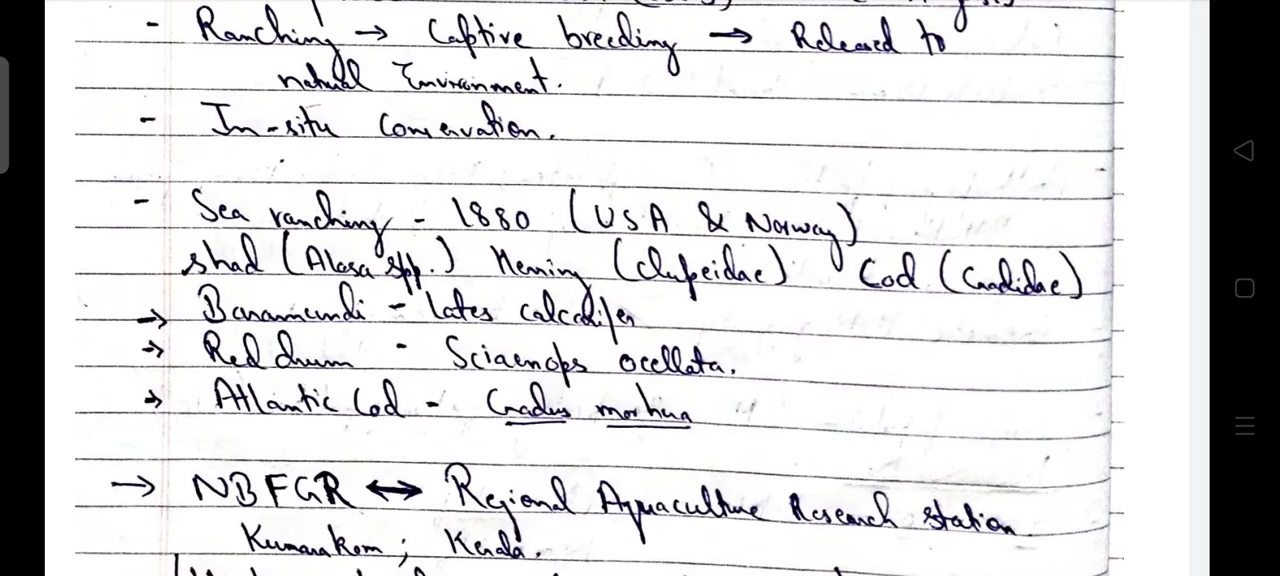 - Ranching → Captive breeding → Released to
natural Environment.
- In-situ Conservation.
- Sea ranching - 1880 (USA & Norway)
shad (Alosa spp.) Herring (clupeidae) Cod (Gadidae)
→ Baramundi - Lates calcarifer
→ Red drum - Sciaenops ocellata.
→ Atlantic Cod - Gadus morhua
→ NBFGR ↔ Regional Aquaculture Research station
Kumarakom; Kerala.